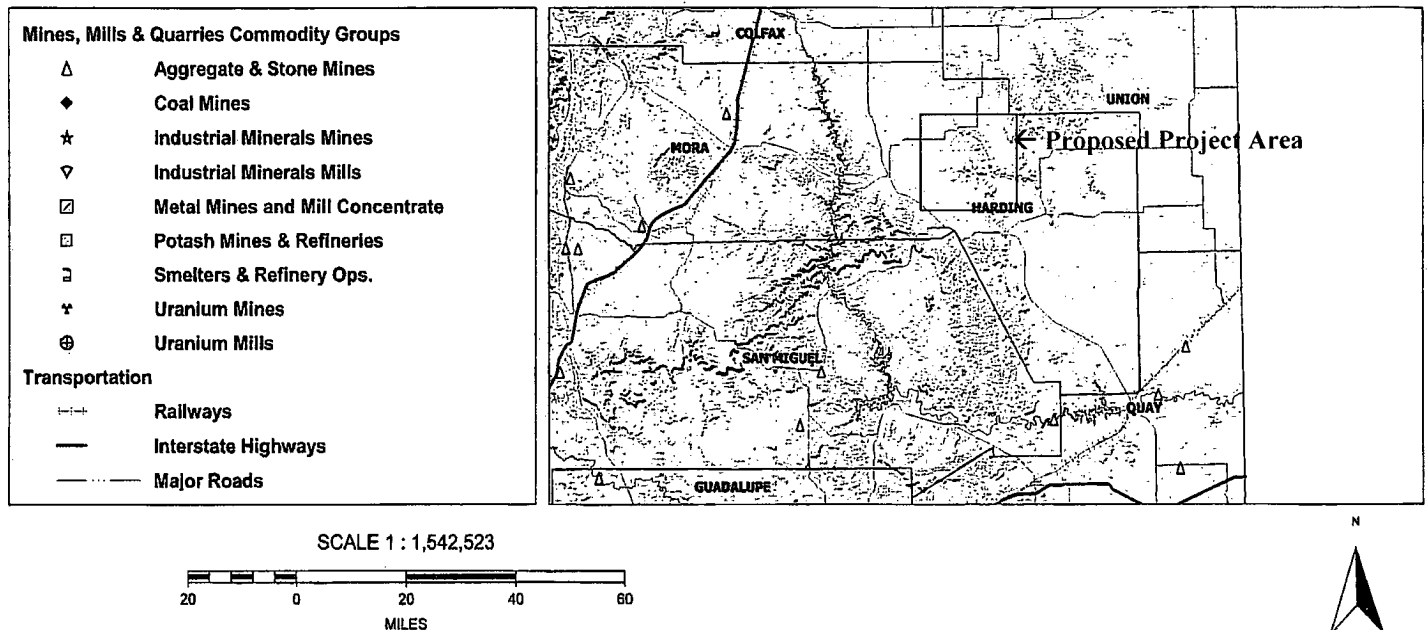 Mines, Mills & Quarries Commodity Groups
Aggregate & Stone Mines
Coal Mines
Industrial Minerals Mines
Industrial Minerals Mills
Metal Mines and Mill Concentrate
Potash Mines & Refineries
Smelters & Refinery Ops.
Uranium Mines
Uranium Mills
Transportation
Railways
Interstate Highways
Major Roads
COLFAX
UNION
← Proposed Project Area
MORA
HARDING
SAN MIGUEL
QUAY
GUADALUPE
SCALE 1 : 1,542,523
20 0 20 40 60
MILES
N